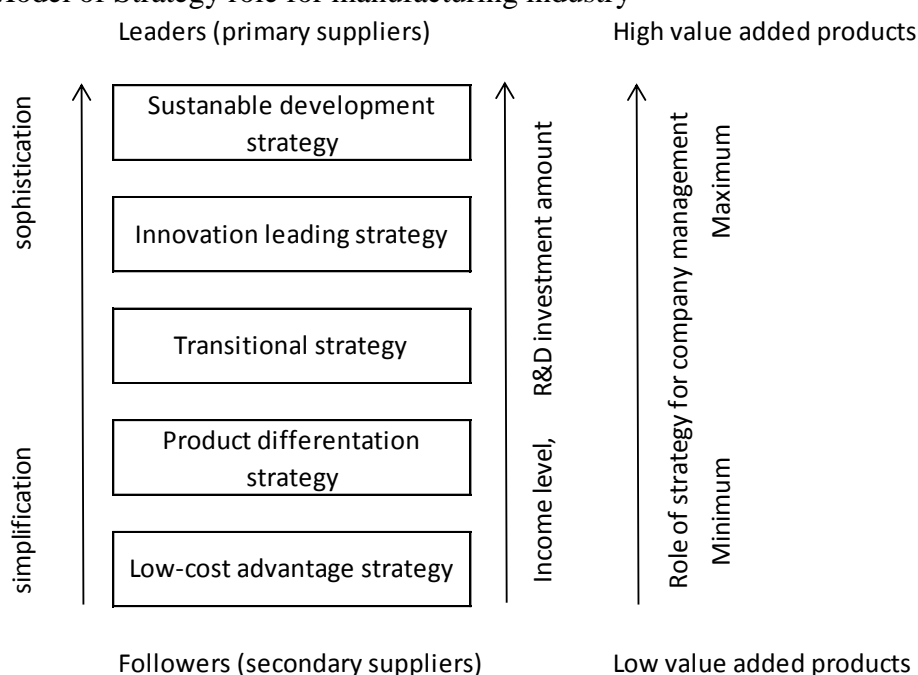 Model of Strategy role for manufacturing industry
Leaders (primary suppliers)
High value added products
sophistication
simplification
Sustanable development
strategy
Innovation leading strategy
Transitional strategy
Product differentation
strategy
Low-cost advantage strategy
Income level, R&D investment amount
Role of strategy for company management
Minimum Maximum
Followers (secondary suppliers)
Low value added products